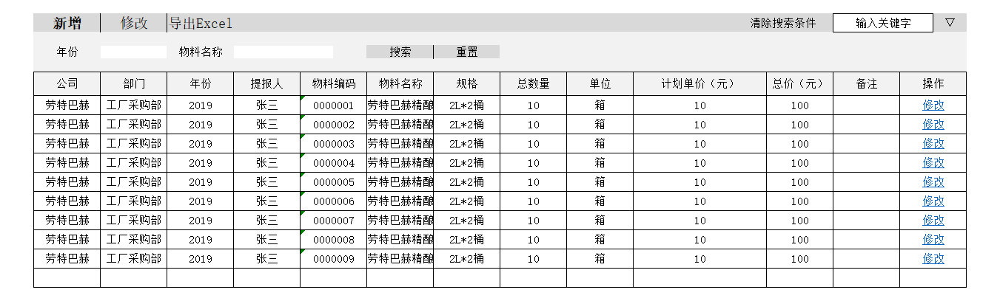 新增 修改 导出Excel 清除搜索条件 输入关键字 ▽
年份 物料名称 搜索 重置
公司 部门 年份 提报人 物料编码 物料名称 规格 总数量 单位 计划单价（元） 总价（元） 备注 操作
劳特巴赫 工厂采购部 2019 张三 0000001 劳特巴赫精酿 2L*2桶 10 箱 10 100 修改
劳特巴赫 工厂采购部 2019 张三 0000002 劳特巴赫精酿 2L*2桶 10 箱 10 100 修改
劳特巴赫 工厂采购部 2019 张三 0000003 劳特巴赫精酿 2L*2桶 10 箱 10 100 修改
劳特巴赫 工厂采购部 2019 张三 0000004 劳特巴赫精酿 2L*2桶 10 箱 10 100 修改
劳特巴赫 工厂采购部 2019 张三 0000005 劳特巴赫精酿 2L*2桶 10 箱 10 100 修改
劳特巴赫 工厂采购部 2019 张三 0000006 劳特巴赫精酿 2L*2桶 10 箱 10 100 修改
劳特巴赫 工厂采购部 2019 张三 0000007 劳特巴赫精酿 2L*2桶 10 箱 10 100 修改
劳特巴赫 工厂采购部 2019 张三 0000008 劳特巴赫精酿 2L*2桶 10 箱 10 100 修改
劳特巴赫 工厂采购部 2019 张三 0000009 劳特巴赫精酿 2L*2桶 10 箱 10 100 修改